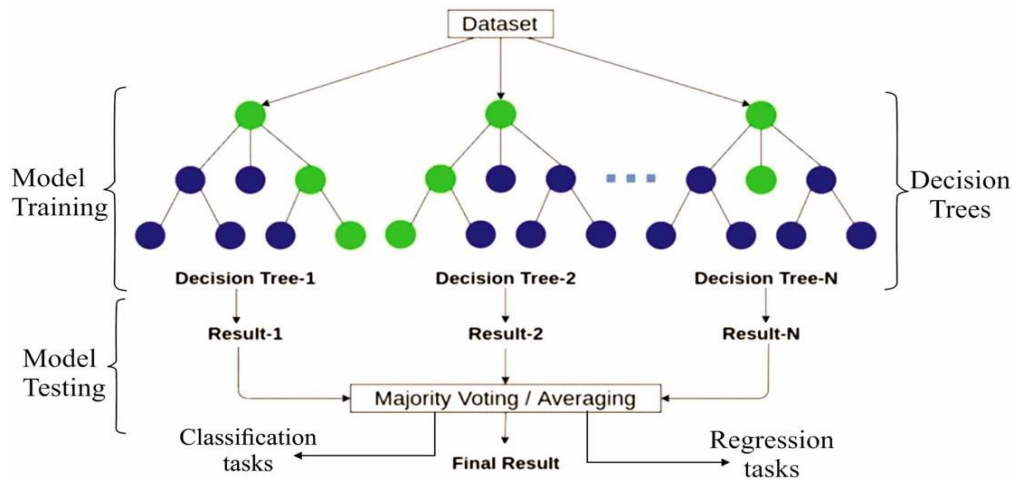 Dataset
Model
Training
Decision
Trees
Decision Tree-1
Decision Tree-2
Decision Tree-N
Result-1
Result-2
Result-N
Model
Testing
Majority Voting / Averaging
Classification
tasks
Final Result
Regression
tasks